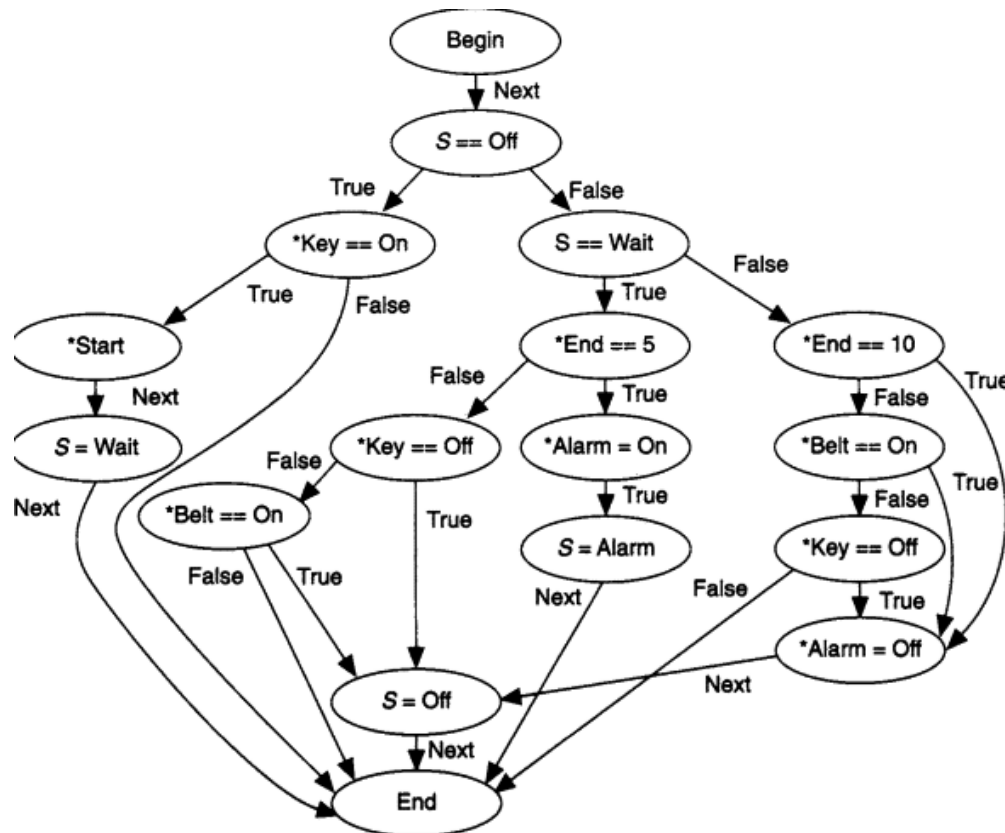 Begin
Next
S == Off
True
False
*Key == On
S == Wait
True
False
True
False
*Start
*End == 5
*End == 10
Next
False
True
False
True
S = Wait
*Key == Off
*Alarm = On
*Belt == On
Next
False
True
True
False
True
*Belt == On
S = Alarm
*Key == Off
False
True
Next
False
True
*Alarm = Off
Next
S = Off
Next
End